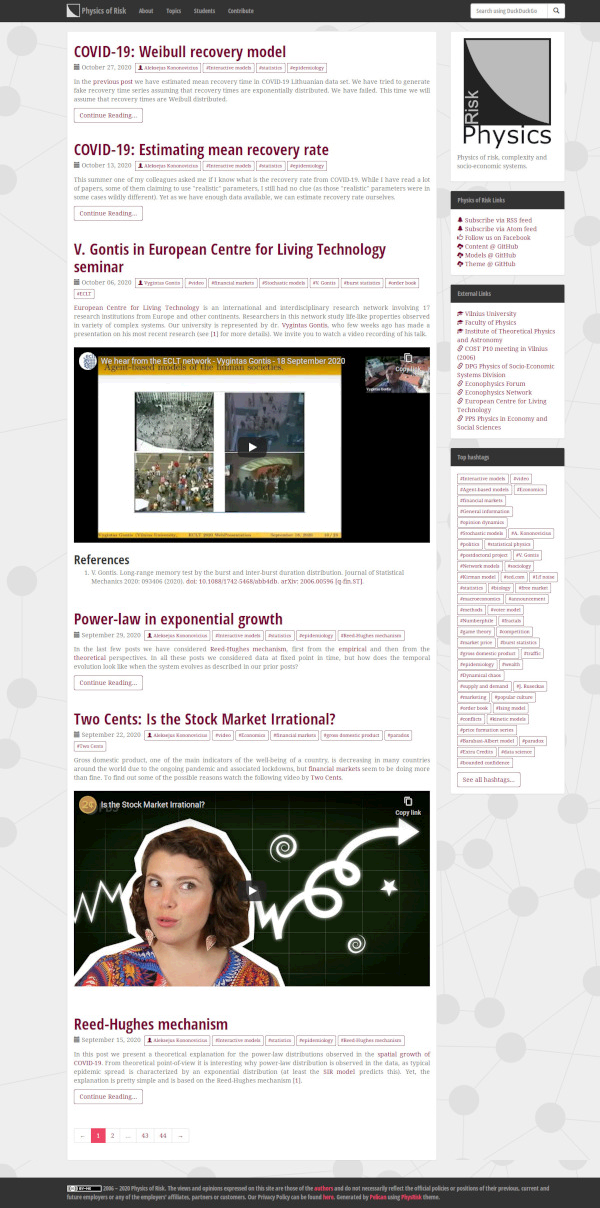 Physics of Risk
About
Topics
Students
Contribute
Search using DuckDuckGo
COVID-19: Weibull recovery model
October 27, 2020
Aleksejus Kononovicius
#Interactive models
#statistics
#epidemiology
In the previous post we have estimated mean recovery time in COVID-19 Lithuanian data set. We have tried to generate
fake recovery time series assuming that recovery times are exponentially distributed. We have failed. This time we will
assume that recovery times are Weibull distributed.
Continue Reading...
COVID-19: Estimating mean recovery rate
October 13, 2020
Aleksejus Kononovicius
#Interactive models
#statistics
#epidemiology
This summer one of my colleagues asked me if I know what is the recovery rate from COVID-19. While I have read a lot
of papers, some of them claiming to use "realistic" parameters, I still had no clue (as those "realistic" parameters were in
some cases wildly different). Yet as we have enough data available, we can estimate recovery rate ourselves.
Continue Reading...
V. Gontis in European Centre for Living Technology
seminar
October 06, 2020
Vygintas Gontis
#video
#financial markets
#Stochastic models
#V. Gontis
#burst statistics
#order book
#ECLT
European Centre for Living Technology is an international and interdisciplinary research network involving 17
research institutions from Europe and other continents. Researchers in this network study life-like properties observed
in variety of complex systems. Our university is represented by dr. Vygintas Gontis, who few weeks ago has made a
presentation on his most recent research (see [1] for more details). We invite you to watch a video recording of his talk.
We hear from the ECLT network - Vygintas Gontis - 18 September 2020
Agent-based models of the human societies.
Copy link
Vygintas Gontis (Vilnius University) ECLT 2020 WebPresentation September 18, 2020
References
1. V. Gontis. Long-range memory test by the burst and inter-burst duration distribution. Journal of Statistical
Mechanics 2020: 093406 (2020). doi: 10.1088/1742-5468/abb4db. arXiv: 2006.00596 [q-fin.ST].
Power-law in exponential growth
September 29, 2020
Aleksejus Kononovicius
#Interactive models
#statistics
#epidemiology
#Reed-Hughes mechanism
In the last few posts we have considered Reed-Hughes mechanism, first from the empirical and then from the
theoretical perspectives. In all these posts we considered data at fixed point in time, but how does the temporal
evolution look like when the system evolves as described in our prior posts?
Continue Reading...
Two Cents: Is the Stock Market Irrational?
September 22, 2020
Aleksejus Kononovicius
#video
#Economics
#financial markets
#gross domestic product
#paradox
#Two Cents
Gross domestic product, one of the main indicators of the well-being of a country, is decreasing in many countries
around the world due to the ongoing pandemic and associated lockdowns, but financial markets seem to be doing more
than fine. To find out some of the possible reasons watch the following video by Two Cents.
Is the Stock Market Irrational?
Copy link
Reed-Hughes mechanism
September 15, 2020
Aleksejus Kononovicius
#Interactive models
#statistics
#epidemiology
#Reed-Hughes mechanism
In this post we present a theoretical explanation for the power-law distributions observed in the spatial growth of
COVID-19. From theoretical point-of-view it is interesting why power-law distribution is observed in the data, as typical
epidemic spread is characterized by an exponential distribution (at least the SIR model predicts this). Yet, the
explanation is pretty simple and is based on the Reed-Hughes mechanism [1].
Continue Reading...
← 1 2 ... 43 44 →
Risk
Physics
Physics of risk, complexity and
socio-economic systems.
Physics of Risk Links
Subscribe via RSS feed
Subscribe via Atom feed
Follow us on Facebook
Content @ GitHub
Models @ GitHub
Theme @ GitHub
External Links
Vilnius University
Faculty of Physics
Institute of Theoretical Physics
and Astronomy
COST P10 meeting in Vilnius
(2006)
DPG Physics of Socio-Economic
Systems Division
Econophysics Forum
Econophysics Network
European Centre for Living
Technology
PPS Physics in Economy and
Social Sciences
Top hashtags
#Interactive models #video
#Agent-based models #Economics
#financial markets
#General information
#opinion dynamics
#Stochastic models #A. Kononovicius
#politics #statistical physics
#postdoctoral project #V. Gontis
#Network models #sociology
#Kirman model #ted.com #1/f noise
#statistics #biology #free market
#macroeconomics #announcement
#methods #voter model
#Numberphile #fractals
#game theory #competition
#market price #burst statistics
#gross domestic product #traffic
#epidemiology #wealth
#Dynamical chaos
#supply and demand #J. Ruseckas
#marketing #popular culture
#order book #Ising model
#conflicts #kinetic models
#price formation series
#Barabasi-Albert model #paradox
#Extra Credits #data science
#bounded confidence
See all hashtags...
BY-NC 2006 – 2020 Physics of Risk. The views and opinions expressed on this site are those of the authors and do not necessarily reflect the official policies or positions of their previous, current and
future employers or any of the employers' affiliates, partners or customers. Our Privacy Policy can be found here. Generated by Pelican using PhysRisk theme.